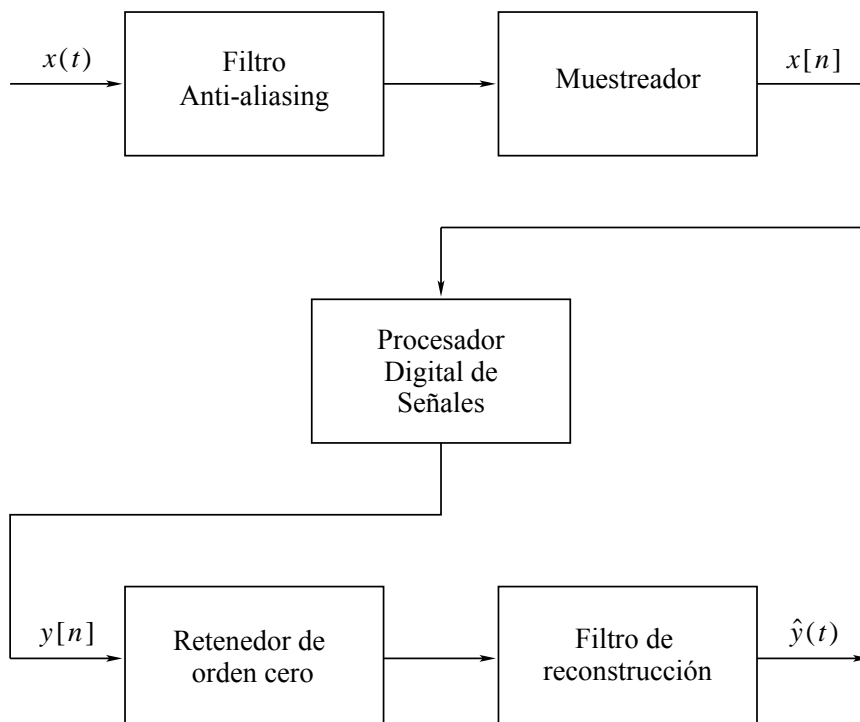 x(t)
Filtro
Anti-aliasing
Muestreador
x[n]
Procesador
Digital de
Señales
y[n]
Retenedor de
orden cero
Filtro de
reconstrucción
ŷ(t)